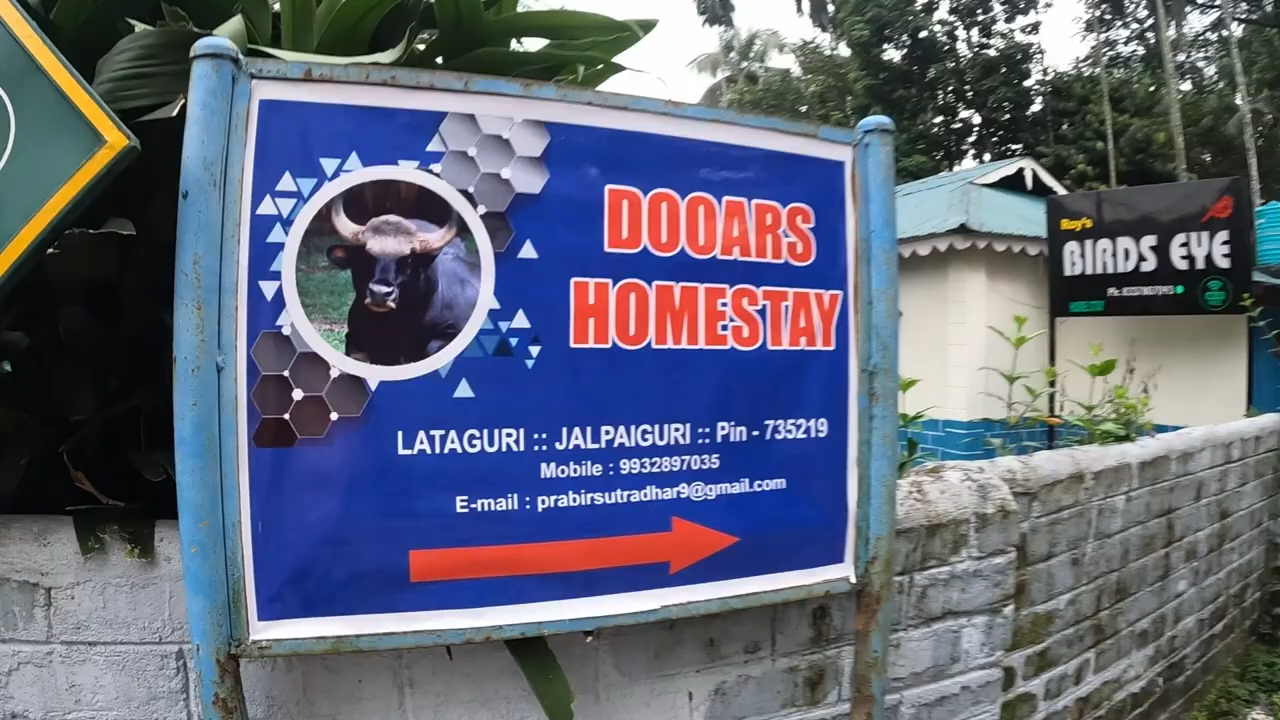 DOOARS
HOMESTAY
LATAGURI :: JALPAIGURI :: Pin - 735219
Mobile : 9932897035
E-mail : prabirsutradhar9@gmail.com
Roy's
BIRDS EYE